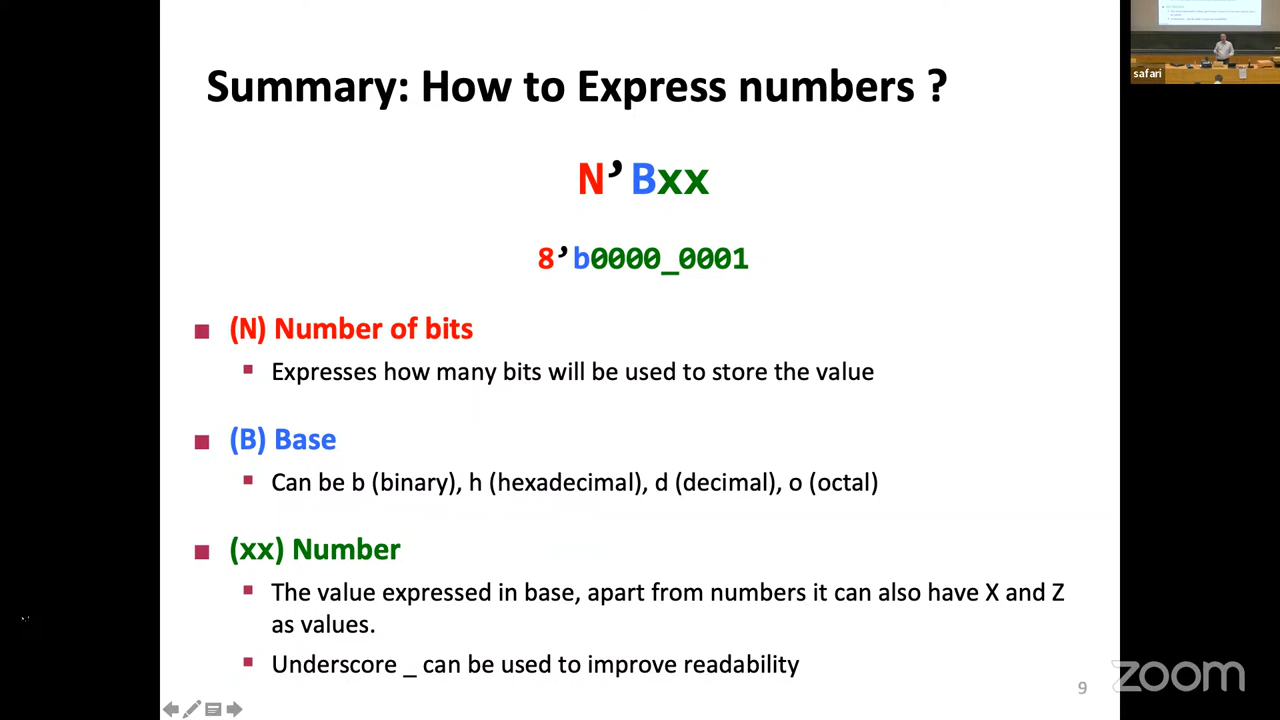 Summary: How to Express numbers ?
N’Bxx
8’b0000_0001
(N) Number of bits
Expresses how many bits will be used to store the value
(B) Base
Can be b (binary), h (hexadecimal), d (decimal), o (octal)
(xx) Number
The value expressed in base, apart from numbers it can also have X and Z
as values.
Underscore _ can be used to improve readability
9
zoom
safari